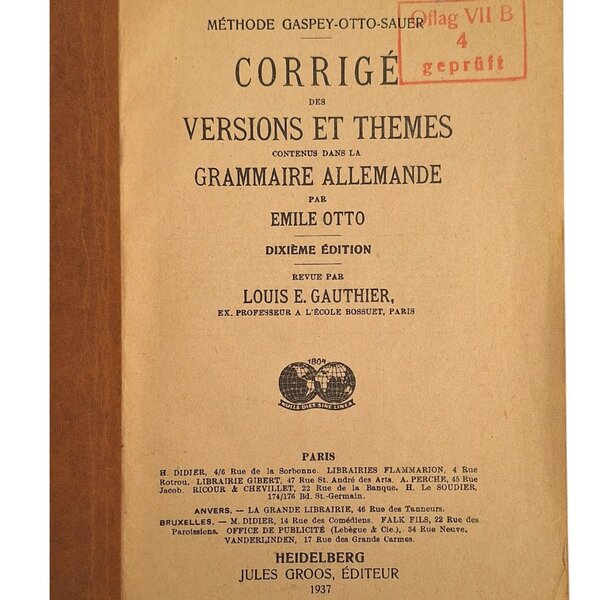 MÉTHODE GASPEY-OTTO-SAUER
Oflag VII B
4
geprüft
CORRIGÉ
DES
VERSIONS ET THEMES
CONTENUS DANS LA
GRAMMAIRE ALLEMANDE
PAR
EMILE OTTO
DIXIÈME ÉDITION
REVUE PAR
LOUIS E. GAUTHIER,
EX. PROFESSEUR A L'ÉCOLE BOSSUET, PARIS
1804
NULLA DIES SINE LINEA
PARIS
H. DIDIER, 4/6 Rue de la Sorbonne. LIBRAIRIES FLAMMARION, 4 Rue
Rotrou. LIBRAIRIE GIBERT, 47 Rue St. André des Arts. A. PERCHE, 45 Rue
Jacob. RICOUR & CHEVILLET, 22 Rue de la Banque. H. Le SOUDIER,
174/176 Bd. St.-Germain.
ANVERS. — LA GRANDE LIBRAIRIE, 46 Rue des Tanneurs.
BRUXELLES. — M. DIDIER, 14 Rue des Comédiens. FALK FILS, 22 Rue des
Paroissiens. OFFICE DE PUBLICITÉ (Lebègue & Cie.), 34 Rue Neuve,
VANDERLINDEN, 17 Rue des Grands Carmes.
HEIDELBERG
JULES GROOS, ÉDITEUR
1937